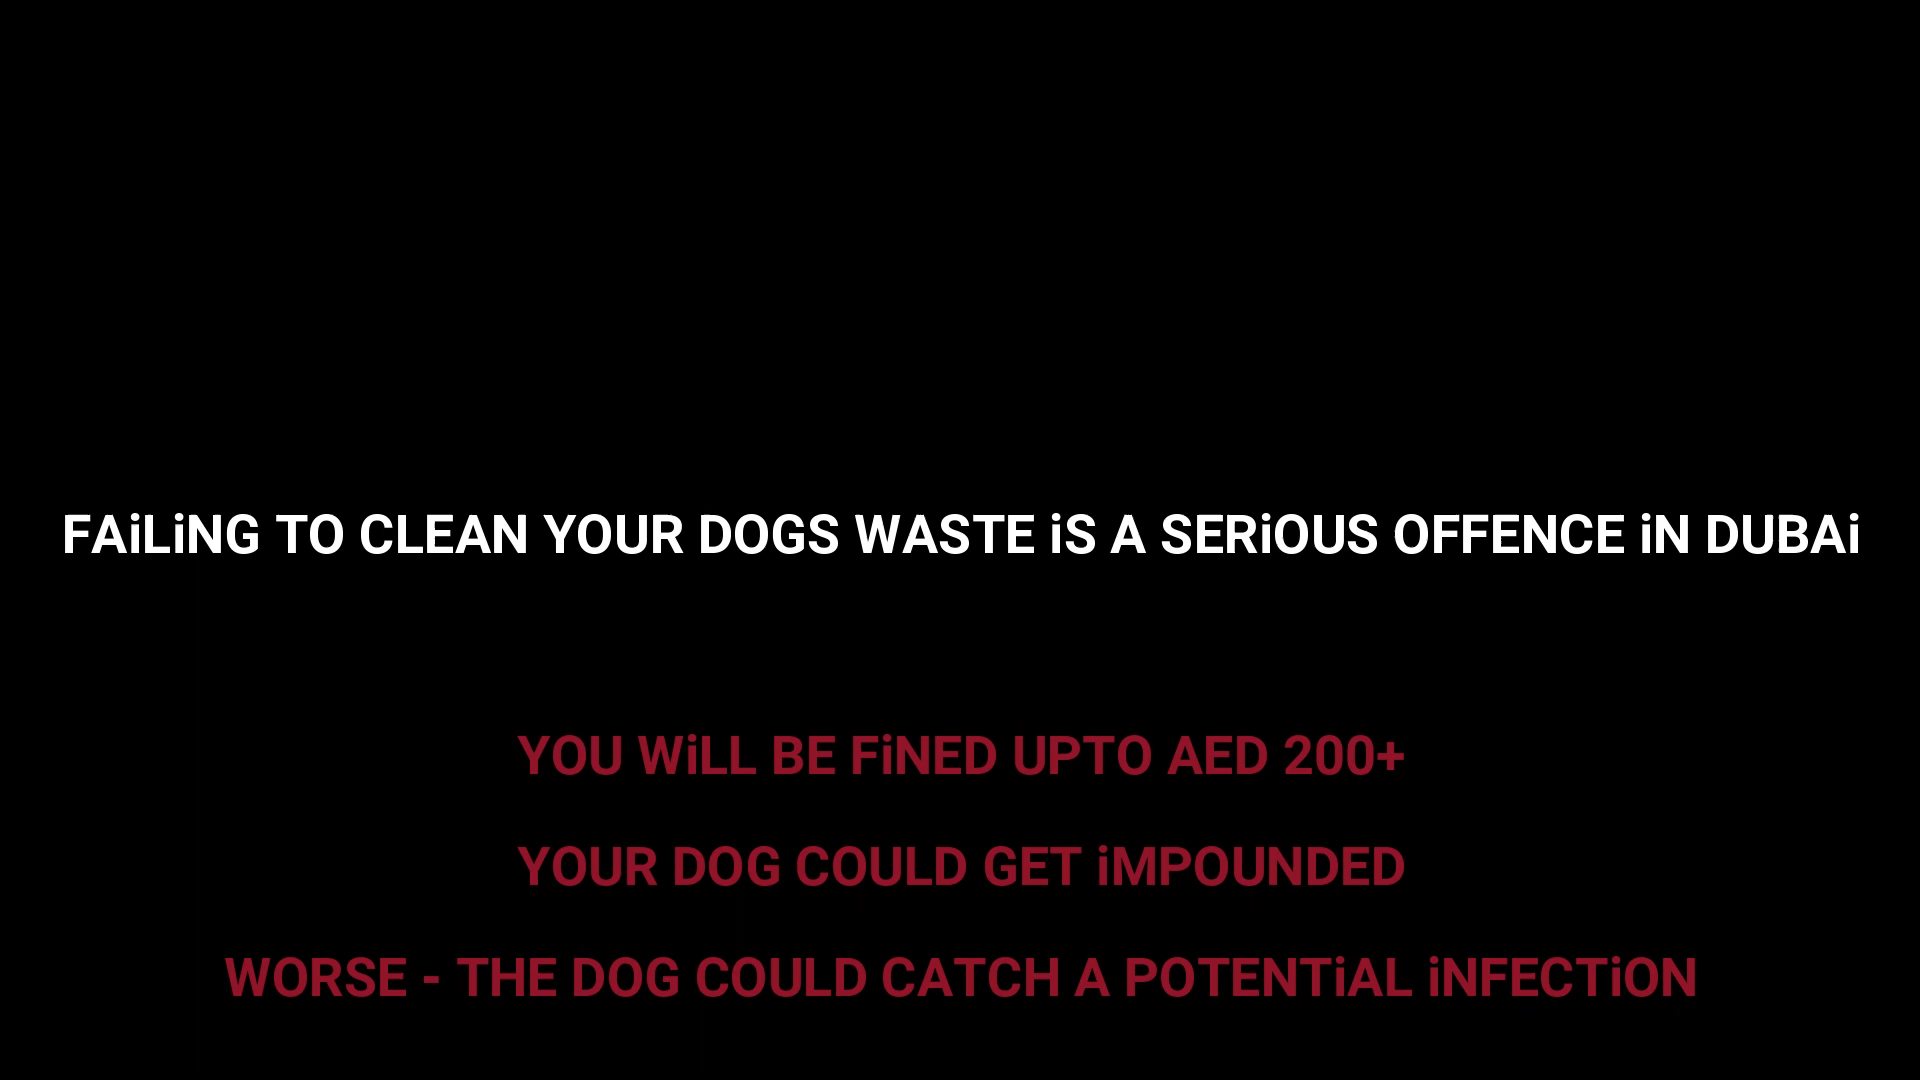 FAiLiNG TO CLEAN YOUR DOGS WASTE iS A SERiOUS OFFENCE iN DUBAi
YOU WiLL BE FiNED UPTO AED 200+
YOUR DOG COULD GET iMPOUNDED
WORSE - THE DOG COULD CATCH A POTENTiAL iNFECTiON